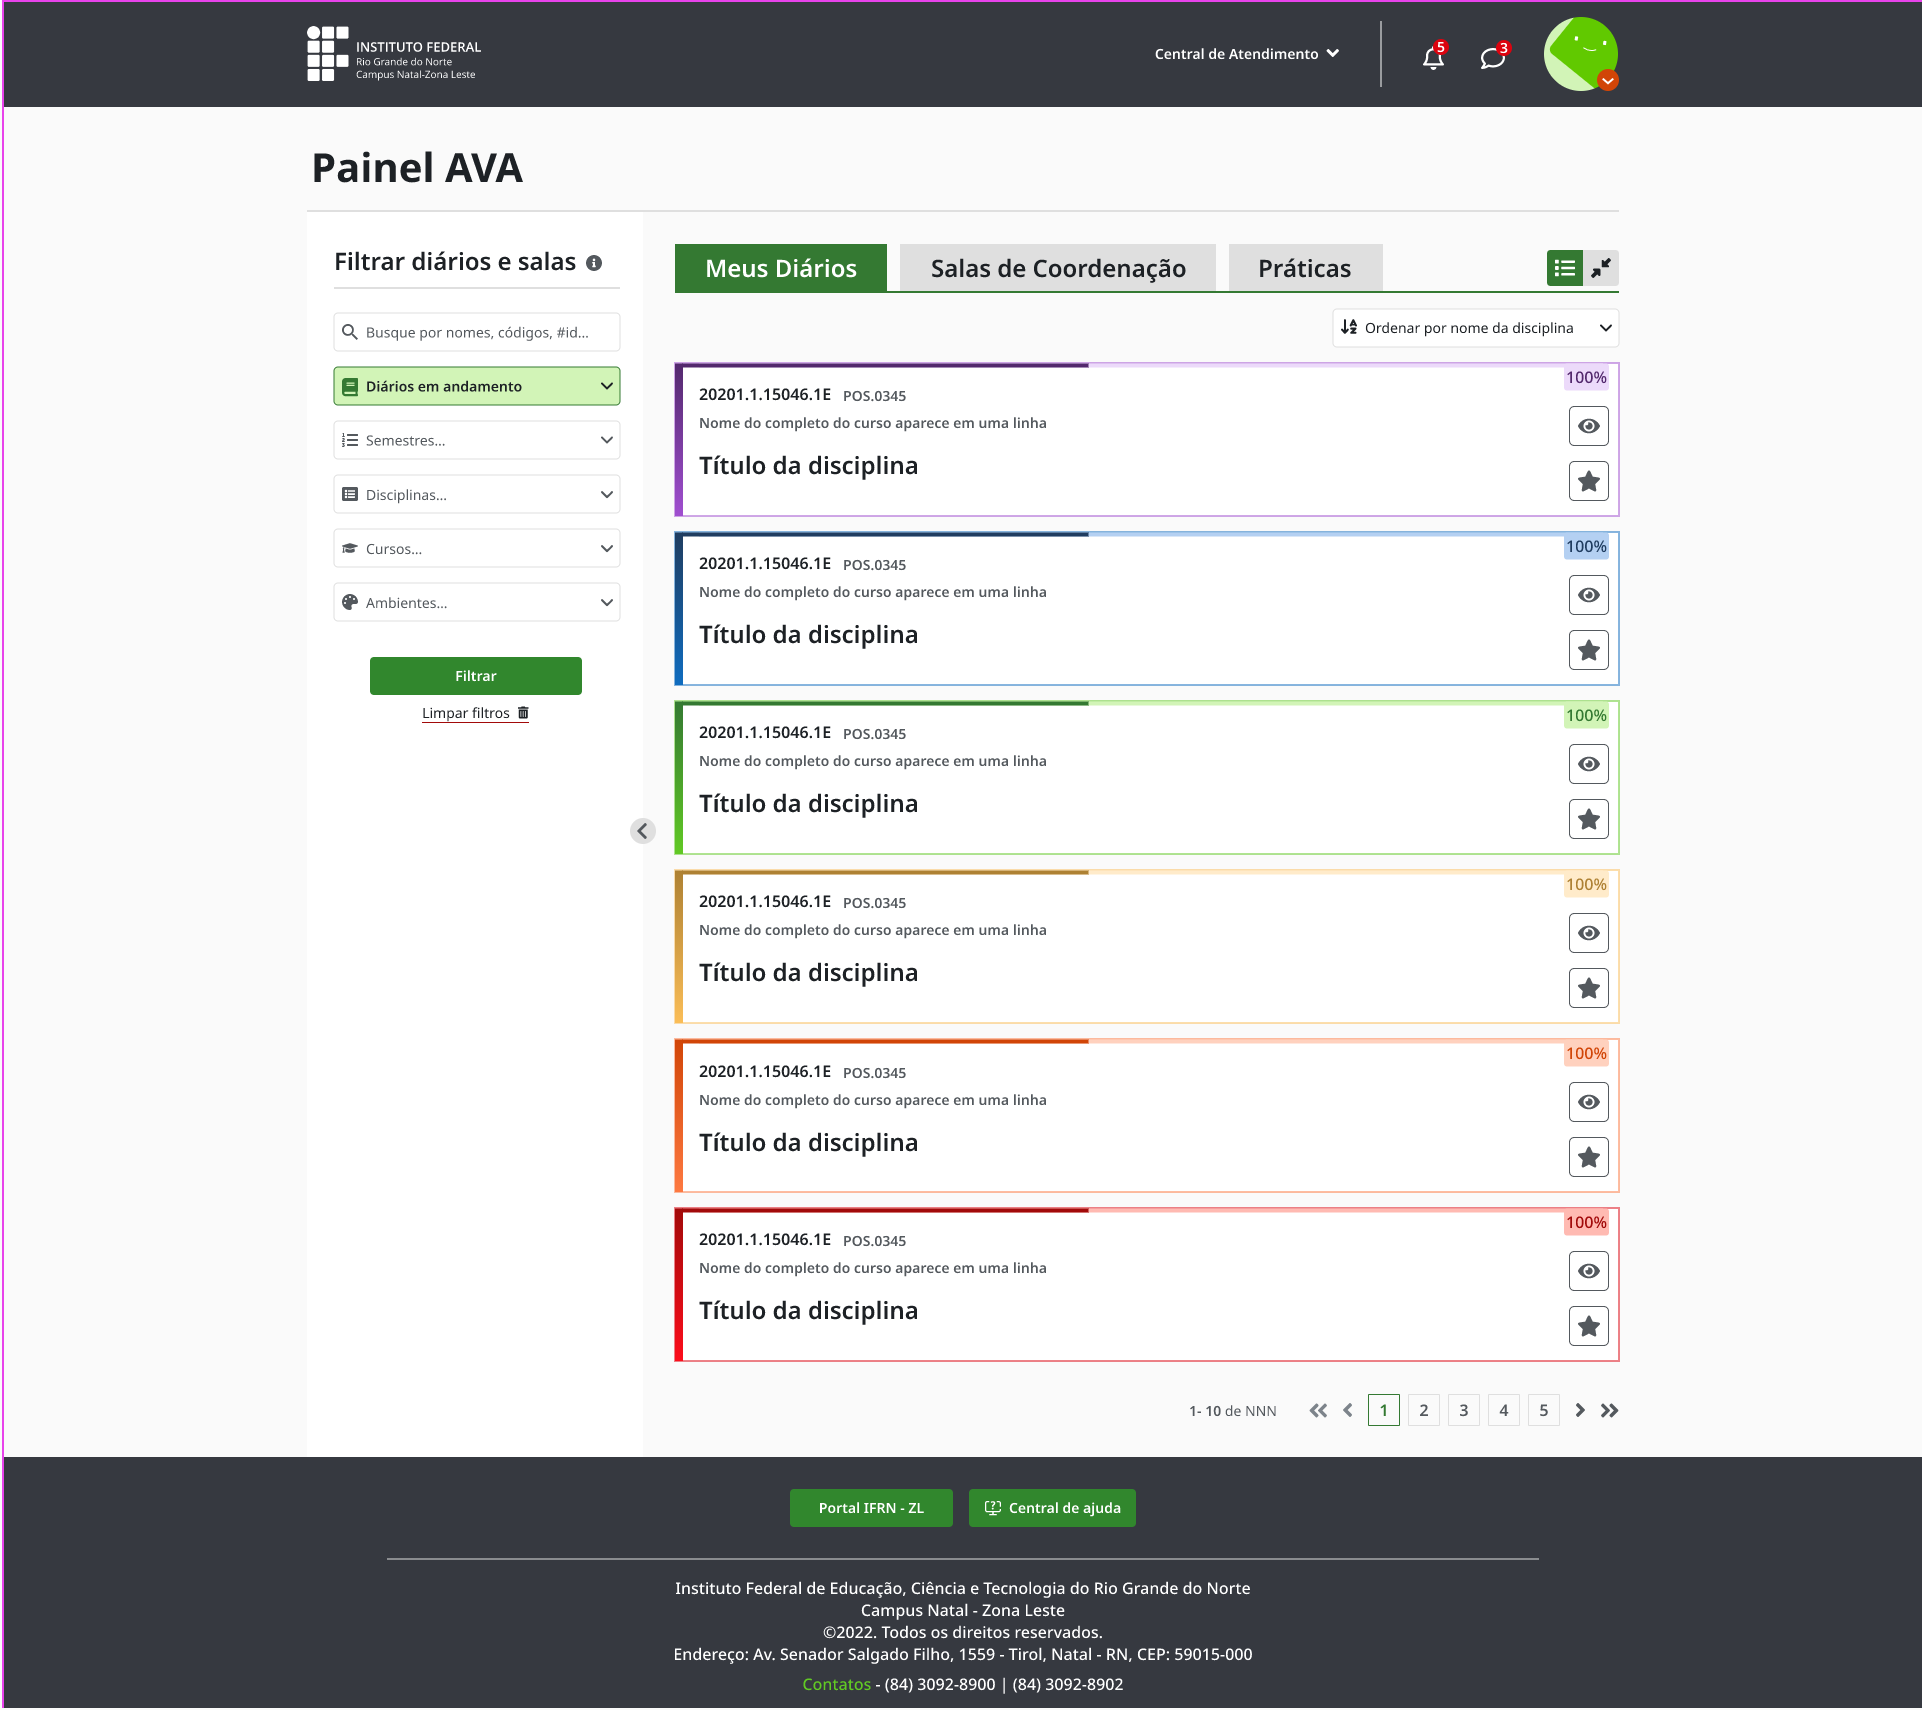 INSTITUTO FEDERAL
Rio Grande do Norte
Campus Natal-Zona Leste
Central de Atendimento
5
3
Painel AVA
Filtrar diários e salas
Busque por nomes, códigos, #id...
Diários em andamento
Semestres...
Disciplinas...
Cursos...
Ambientes...
Filtrar
Limpar filtros
Meus Diários
Salas de Coordenação
Práticas
Ordenar por nome da disciplina
100%
20201.1.15046.1E POS.0345
Nome do completo do curso aparece em uma linha
Título da disciplina
100%
20201.1.15046.1E POS.0345
Nome do completo do curso aparece em uma linha
Título da disciplina
100%
20201.1.15046.1E POS.0345
Nome do completo do curso aparece em uma linha
Título da disciplina
100%
20201.1.15046.1E POS.0345
Nome do completo do curso aparece em uma linha
Título da disciplina
100%
20201.1.15046.1E POS.0345
Nome do completo do curso aparece em uma linha
Título da disciplina
100%
20201.1.15046.1E POS.0345
Nome do completo do curso aparece em uma linha
Título da disciplina
1- 10 de NNN
1 2 3 4 5
Portal IFRN - ZL
Central de ajuda
Instituto Federal de Educação, Ciência e Tecnologia do Rio Grande do Norte
Campus Natal - Zona Leste
©2022. Todos os direitos reservados.
Endereço: Av. Senador Salgado Filho, 1559 - Tirol, Natal - RN, CEP: 59015-000
Contatos - (84) 3092-8900 | (84) 3092-8902